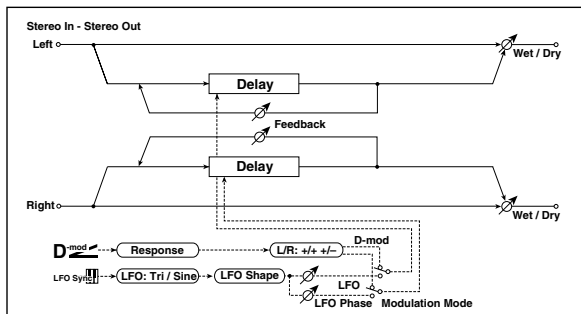 Stereo In - Stereo Out
Left
Wet / Dry
Delay
Feedback
Delay
Right
Wet / Dry
D-mod
D-mod
Response
L/R: +/+ +/–
LFO
LFO Sync
LFO: Tri / Sine
LFO Shape
LFO Phase
Modulation Mode